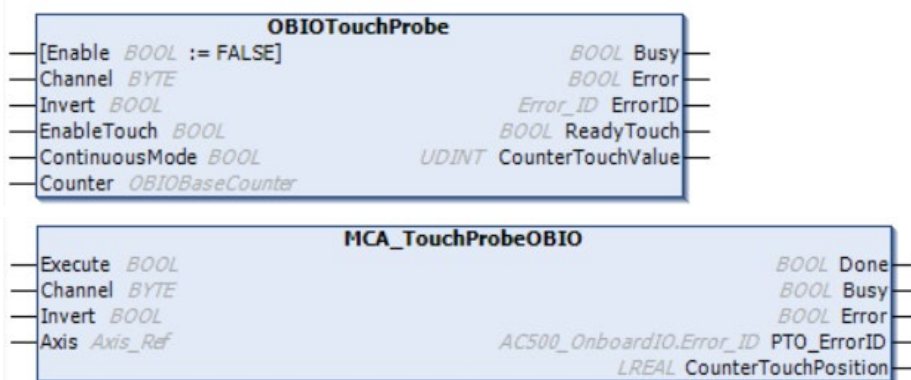 OBIOTouchProbe
[Enable BOOL := FALSE] BOOL Busy
Channel BYTE BOOL Error
Invert BOOL Error_ID ErrorID
EnableTouch BOOL BOOL ReadyTouch
ContinuousMode BOOL UDINT CounterTouchValue
Counter OBIOBaseCounter
MCA_TouchProbeOBIO
Execute BOOL BOOL Done
Channel BYTE BOOL Busy
Invert BOOL BOOL Error
Axis Axis_Ref AC500_OnboardIO.Error_ID PTO_ErrorID
LREAL CounterTouchPosition